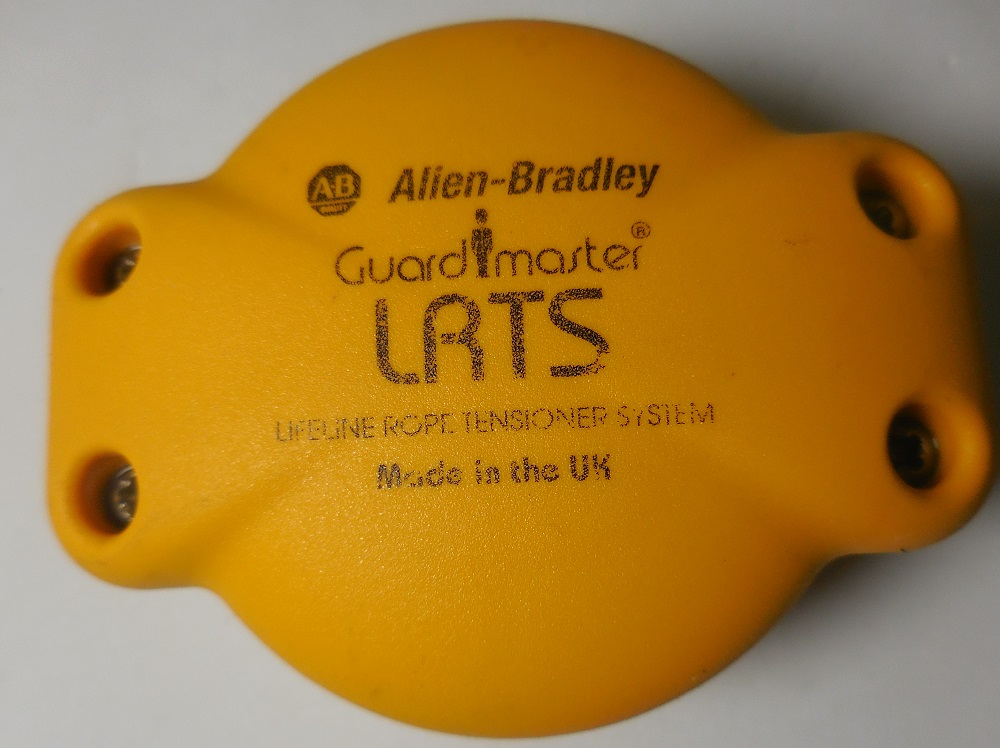 AB Allen-Bradley
Guardmaster®
LRTS
LIFELINE ROPE TENSIONER SYSTEM
Made in the UK